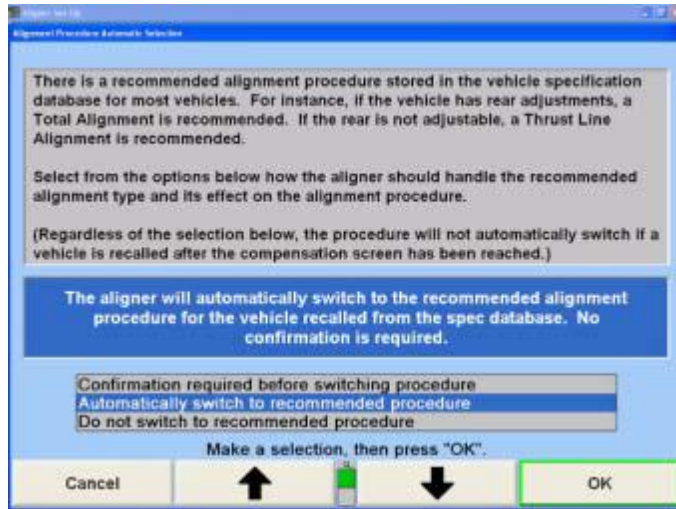 Aligner Set Up
Alignment Procedure Automatic Selection
There is a recommended alignment procedure stored in the vehicle specification
database for most vehicles. For instance, if the vehicle has rear adjustments, a
Total Alignment is recommended. If the rear is not adjustable, a Thrust Line
Alignment is recommended.
Select from the options below how the aligner should handle the recommended
alignment type and its effect on the alignment procedure.
(Regardless of the selection below, the procedure will not automatically switch if a
vehicle is recalled after the compensation screen has been reached.)
The aligner will automatically switch to the recommended alignment
procedure for the vehicle recalled from the spec database. No
confirmation is required.
Confirmation required before switching procedure
Automatically switch to recommended procedure
Do not switch to recommended procedure
Make a selection, then press "OK".
Cancel
OK